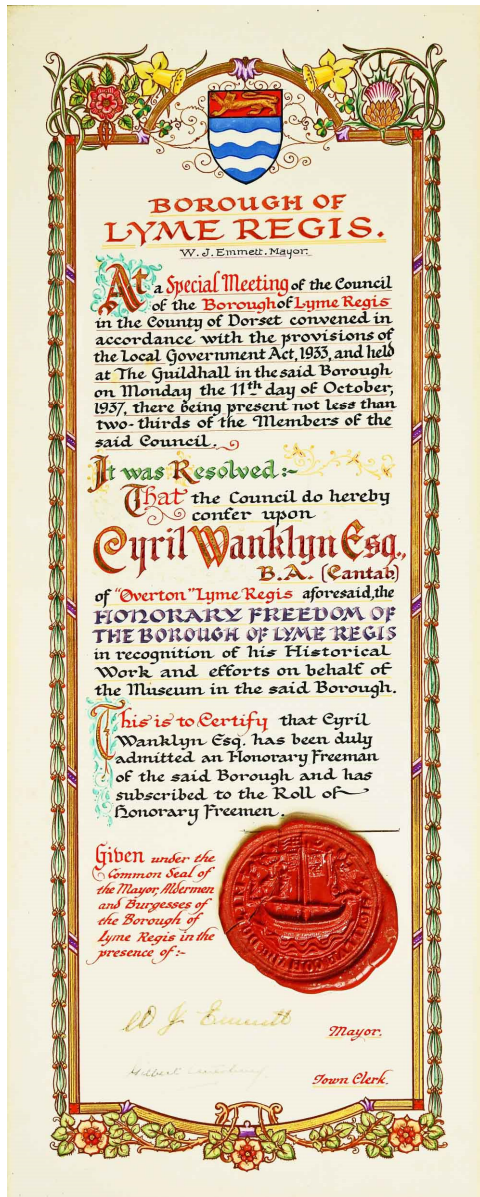 BOROUGH OF
LYME REGIS.
W. J. Emmett. Mayor.
At a Special Meeting of the Council
of the Borough of Lyme Regis
in the County of Dorset convened in
accordance with the provisions of
the Local Government Act, 1933, and held
at The Guildhall in the said Borough
on Monday the 11th day of October,
1937, there being present not less than
two-thirds of the Members of the
said Council.
It was Resolved:-
That the Council do hereby
confer upon
Cyril Wanklyn Esq.,
B.A. (Cantab)
of "Overton" Lyme Regis aforesaid, the
HONORARY FREEDOM OF
THE BOROUGH OF LYME REGIS
in recognition of his Historical
Work and efforts on behalf of
the Museum in the said Borough.
This is to Certify that Cyril
Wanklyn Esq. has been duly
admitted an Honorary Freeman
of the said Borough and has
subscribed to the Roll of
Honorary Freemen.
Given under the
Common Seal of
the Mayor, Aldermen
and Burgesses of
the Borough of
Lyme Regis in the
presence of:-
W J Emmett
Mayor.
Town Clerk.